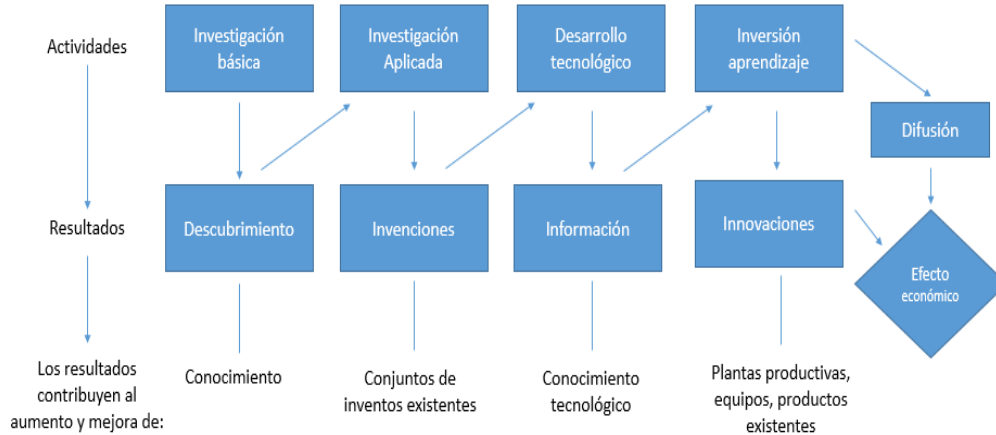 Actividades
Investigación
básica
Investigación
Aplicada
Desarrollo
tecnológico
Inversión
aprendizaje
Difusión
Resultados
Descubrimiento
Invenciones
Información
Innovaciones
Efecto
económico
Los resultados
contribuyen al
aumento y mejora de:
Conocimiento
Conjuntos de
inventos existentes
Conocimiento
tecnológico
Plantas productivas,
equipos, productos
existentes